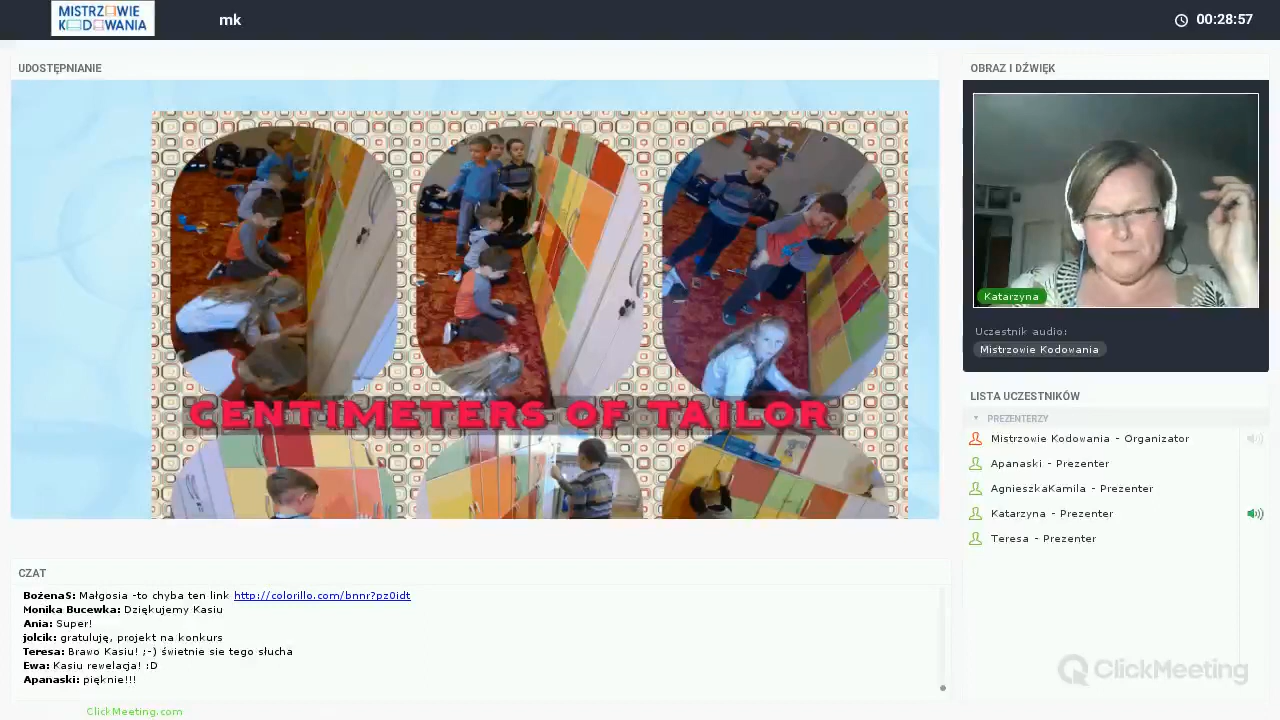 MISTRZOWIE
KODOWANIA
mk
00:28:57
UDOSTĘPNIANIE
CENTIMETERS OF TAILOR
OBRAZ I DŹWIĘK
Katarzyna
Uczestnik audio:
Mistrzowie Kodowania
LISTA UCZESTNIKÓW
PREZENTERZY
Mistrzowie Kodowania - Organizator
Apanaski - Prezenter
AgnieszkaKamila - Prezenter
Katarzyna - Prezenter
Teresa - Prezenter
CZAT
BożenaS: Małgosia -to chyba ten link http://colorillo.com/bnnr?pz0idt
Monika Bucewka: Dziękujemy Kasiu
Ania: Super!
jolcik: gratuluję, projekt na konkurs
Teresa: Brawo Kasiu! ;-) świetnie sie tego słucha
Ewa: Kasiu rewelacja! :D
Apanaski: pięknie!!!
ClickMeeting
ClickMeeting.com